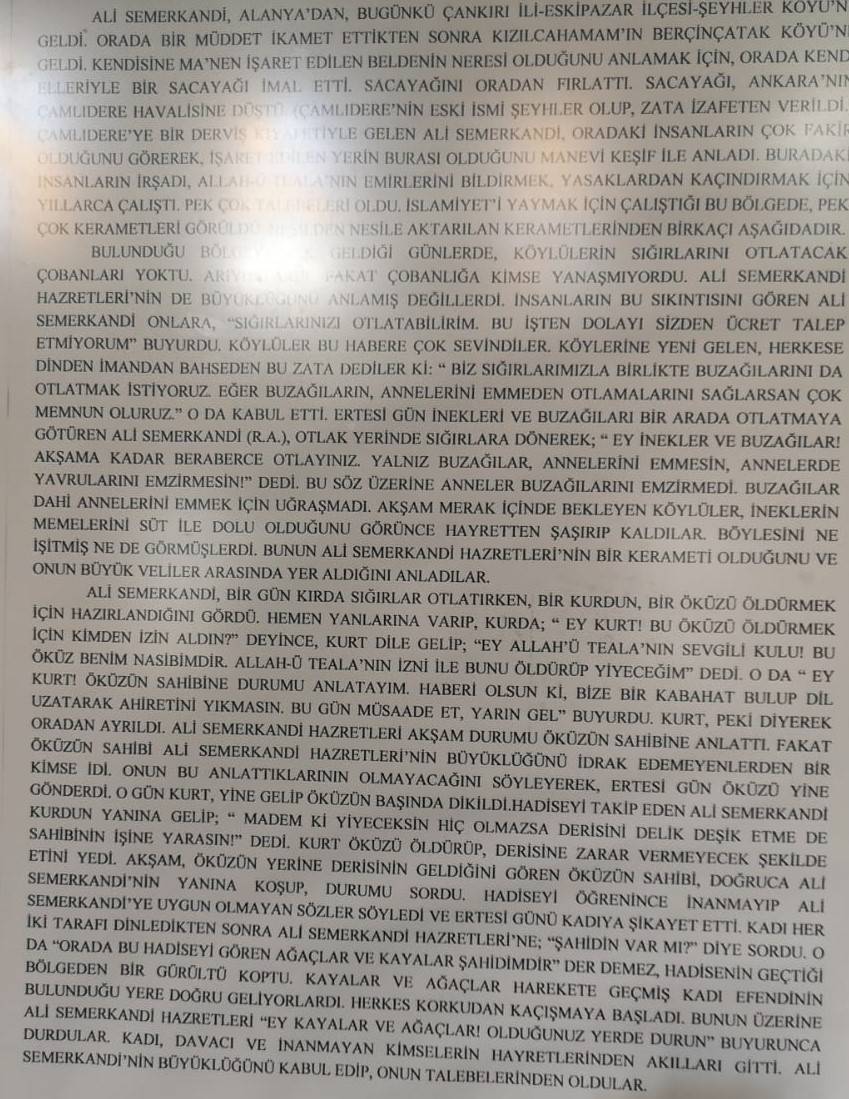 ALİ SEMERKANDİ, ALANYA'DAN, BUGÜNKÜ ÇANKIRI İLİ-ESKİPAZAR İLÇESİ-ŞEYHLER KÖYÜ'N
GELDİ. ORADA BİR MÜDDET İKAMET ETTİKTEN SONRA KIZILCAHAMAM'IN BERÇİNÇATAK KÖYÜ'N
GELDİ. KENDİSİNE MA'NEN İŞARET EDİLEN BELDENİN NERESİ OLDUĞUNU ANLAMAK İÇİN, ORADA KEND
ELLERİYLE BİR SACAYAĞI İMAL ETTİ. SACAYAĞINI ORADAN FIRLATTI. SACAYAĞI, ANKARA'NIN
ÇAMLIDERE HAVALİSİNE DÜŞTÜ. (ÇAMLIDERE'NİN ESKİ İSMİ ŞEYHLER OLUP, ZATA İZAFETEN VERİLDİ.
ÇAMLIDERE'YE BİR DERVİŞ GELEN ALİ SEMERKANDİ, ORADAKİ İNSANLARIN ÇOK FAKİR
OLDUĞUNU GÖREREK, İŞARET EDİLEN YERİN BURASI OLDUĞUNU MANEVİ KEŞİF İLE ANLADI. BURADAKİ
İNSANLARIN İRŞADI, ALLAH-Ü TEALA'NIN EMİRLERİNİ BİLDİRMEK, YASAKLARDAN KAÇINDIRMAK İÇİN
YILLARCA ÇALIŞTI. PEK ÇOK TALEBELERİ OLDU. İSLAMİYET'İ YAYMAK İÇİN ÇALIŞTIĞI BU BÖLGEDE, PEK
ÇOK KERAMETLERİ GÖRÜLDÜ. NESİLDEN NESİLE AKTARILAN KERAMETLERİNDEN BİRKAÇI AŞAĞIDADIR.
BULUNDUĞU GELDİĞİ GÜNLERDE, KÖYLÜLERİN SIĞIRLARINI OTLATACAK
ÇOBANLARI YOKTU. FAKAT ÇOBANLIĞA KİMSE YANAŞMIYORDU. ALİ SEMERKANDİ
HAZRETLERİ'NİN DE BÜYÜKLÜĞÜNÜ ANLAMIŞ DEĞİLLERDİ. İNSANLARIN BU SIKINTISINI GÖREN ALİ
SEMERKANDİ ONLARA, “SIĞIRLARINIZI OTLATABİLİRİM. BU İŞTEN DOLAYI SİZDEN ÜCRET TALEP
ETMİYORUM” BUYURDU. KÖYLÜLER BU HABERE ÇOK SEVİNDİLER. KÖYLERİNE YENİ GELEN, HERKESE
DİNDEN İMANDAN BAHSEDEN BU ZATA DEDİLER Kİ: “ BİZ SIĞIRLARIMIZLA BİRLİKTE BUZAĞILARINI DA
OTLATMAK İSTİYORUZ. EĞER BUZAĞILARIN, ANNELERİNİ EMMEDEN OTLAMALARINI SAĞLARSAN ÇOK
MEMNUN OLURUZ.” O DA KABUL ETTİ. ERTESİ GÜN İNEKLERİ VE BUZAĞILARI BİR ARADA OTLATMAYA
GÖTÜREN ALİ SEMERKANDİ (R.A.), OTLAK YERİNDE SIĞIRLARA DÖNEREK; “ EY İNEKLER VE BUZAĞILAR!
AKŞAMA KADAR BERABERCE OTLAYINIZ. YALNIZ BUZAĞILAR, ANNELERİNİ EMMESİN, ANNELERDE
YAVRULARINI EMZİRMESİN!” DEDİ. BU SÖZ ÜZERİNE ANNELER BUZAĞILARINI EMZİRMEDİ. BUZAĞILAR
DAHİ ANNELERİNİ EMMEK İÇİN UĞRAŞMADI. AKŞAM MERAK İÇİNDE BEKLEYEN KÖYLÜLER, İNEKLERİN
MEMELERİNİ SÜT İLE DOLU OLDUĞUNU GÖRÜNCE HAYRETTEN ŞAŞIRIP KALDILAR. BÖYLESİNİ NE
İŞİTMİŞ NE DE GÖRMÜŞLERDİ. BUNUN ALİ SEMERKANDİ HAZRETLERİ'NİN BİR KERAMETİ OLDUĞUNU VE
ONUN BÜYÜK VELİLER ARASINDA YER ALDIĞINI ANLADILAR.
ALİ SEMERKANDİ, BİR GÜN KIRDA SIĞIRLAR OTLATIRKEN, BİR KURDUN, BİR ÖKÜZÜ ÖLDÜRMEK
İÇİN HAZIRLANDIĞINI GÖRDÜ. HEMEN YANLARINA VARIP, KURDA; “ EY KURT! BU ÖKÜZÜ ÖLDÜRMEK
İÇİN KİMDEN İZİN ALDIN?” DEYİNCE, KURT DİLE GELİP; “EY ALLAH'Ü TEALA'NIN SEVGİLİ KULU! BU
ÖKÜZ BENİM NASİBİMDİR. ALLAH-Ü TEALA'NIN İZNİ İLE BUNU ÖLDÜRÜP YİYECEĞİM” DEDİ. O DA “ EY
KURT! ÖKÜZÜN SAHİBİNE DURUMU ANLATAYIM. HABERİ OLSUN Kİ, BİZE BİR KABAHAT BULUP DİL
UZATARAK AHİRETİNİ YIKMASIN. BU GÜN MÜSAADE ET, YARIN GEL” BUYURDU. KURT, PEKİ DİYEREK
ORADAN AYRILDI. ALİ SEMERKANDİ HAZRETLERİ AKŞAM DURUMU ÖKÜZÜN SAHİBİNE ANLATTI. FAKAT
ÖKÜZÜN SAHİBİ ALİ SEMERKANDİ HAZRETLERİ'NİN BÜYÜKLÜĞÜNÜ İDRAK EDEMEYENLERDEN BİR
KİMSE İDİ. ONUN BU ANLATTIKLARININ OLMAYACAĞINI SÖYLEYEREK, ERTESİ GÜN ÖKÜZÜ YİNE
GÖNDERDİ. O GÜN KURT, YİNE GELİP ÖKÜZÜN BAŞINDA DİKİLDİ.HADİSEYİ TAKİP EDEN ALİ SEMERKANDİ
KURDUN YANINA GELİP; “ MADEM Kİ YİYECEKSİN HİÇ OLMAZSA DERİSİNİ DELİK DEŞİK ETME DE
SAHİBİNİN İŞİNE YARASIN!” DEDİ. KURT ÖKÜZÜ ÖLDÜRÜP, DERİSİNE ZARAR VERMEYECEK ŞEKİLDE
ETİNİ YEDİ. AKŞAM, ÖKÜZÜN YERİNE DERİSİNİN GELDİĞİNİ GÖREN ÖKÜZÜN SAHİBİ, DOĞRUCA ALİ
SEMERKANDİ'NİN YANINA KOŞUP, DURUMU SORDU. HADİSEYİ ÖĞRENİNCE İNANMAYIP ALİ
SEMERKANDİ'YE UYGUN OLMAYAN SÖZLER SÖYLEDİ VE ERTESİ GÜNÜ KADIYA ŞİKAYET ETTİ. KADI HER
İKİ TARAFI DİNLEDİKTEN SONRA ALİ SEMERKANDİ HAZRETLERİ'NE; “ŞAHİDİN VAR MI?” DİYE SORDU. O
DA “ORADA BU HADİSEYİ GÖREN AĞAÇLAR VE KAYALAR ŞAHİDİMDİR” DER DEMEZ, HADİSENİN GEÇTİĞİ
BÖLGEDEN BİR GÜRÜLTÜ KOPTU. KAYALAR VE AĞAÇLAR HAREKETE GEÇMİŞ KADI EFENDİNİN
BULUNDUĞU YERE DOĞRU GELİYORLARDI. HERKES KORKUDAN KAÇIŞMAYA BAŞLADI. BUNUN ÜZERİNE
ALİ SEMERKANDİ HAZRETLERİ “EY KAYALAR VE AĞAÇLAR! OLDUĞUNUZ YERDE DURUN” BUYURUNCA
DURDULAR. KADI, DAVACI VE İNANMAYAN KİMSELERİN HAYRETLERİNDEN AKILLARI GİTTİ. ALİ
SEMERKANDİ'NİN BÜYÜKLÜĞÜNÜ KABUL EDİP, ONUN TALEBELERİNDEN OLDULAR.